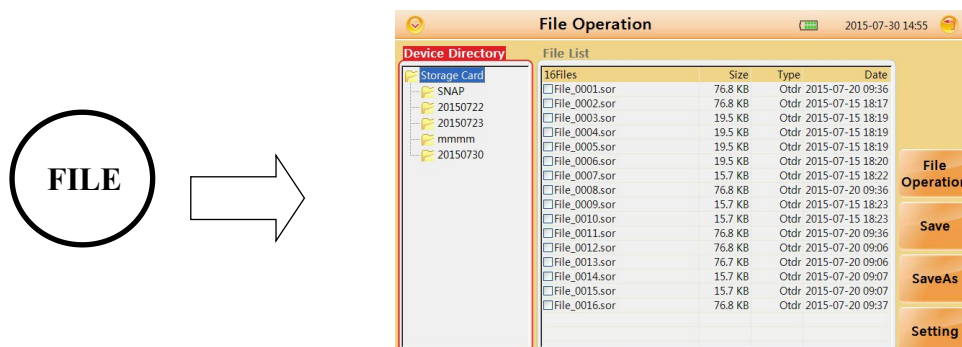 FILE
File Operation 2015-07-30 14:55
Device Directory File List
Storage Card
SNAP
20150722
20150723
mmmm
20150730
16Files Size Type Date
File_0001.sor 76.8 KB Otdr 2015-07-20 09:36
File_0002.sor 76.8 KB Otdr 2015-07-15 18:17
File_0003.sor 19.5 KB Otdr 2015-07-15 18:19
File_0004.sor 19.5 KB Otdr 2015-07-15 18:19
File_0005.sor 19.5 KB Otdr 2015-07-15 18:19
File_0006.sor 19.5 KB Otdr 2015-07-15 18:20
File_0007.sor 15.7 KB Otdr 2015-07-15 18:22
File_0008.sor 76.8 KB Otdr 2015-07-20 09:36
File_0009.sor 15.7 KB Otdr 2015-07-15 18:23
File_0010.sor 15.7 KB Otdr 2015-07-15 18:23
File_0011.sor 76.8 KB Otdr 2015-07-20 09:36
File_0012.sor 76.8 KB Otdr 2015-07-20 09:06
File_0013.sor 76.7 KB Otdr 2015-07-20 09:06
File_0014.sor 15.7 KB Otdr 2015-07-20 09:07
File_0015.sor 15.7 KB Otdr 2015-07-20 09:07
File_0016.sor 76.8 KB Otdr 2015-07-20 09:37
File
Operation
Save
SaveAs
Setting